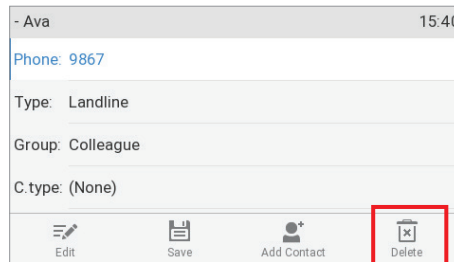 - Ava 15:40
Phone: 9867
Type: Landline
Group: Colleague
C.type: (None)
Edit Save Add Contact Delete